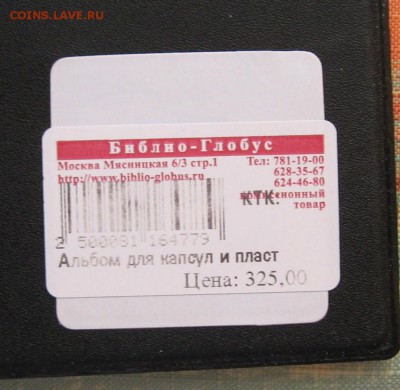 COINS.LAVE.RU
Библио-Глобус
Москва Мясницкая 6/3 стр.1 Тел: 781-19-00
http://www.biblio-globus.ru 628-35-67
624-46-80
КТК:
товар
2 500081 164779
Альбом для капсул и пласт
Цена: 325,00